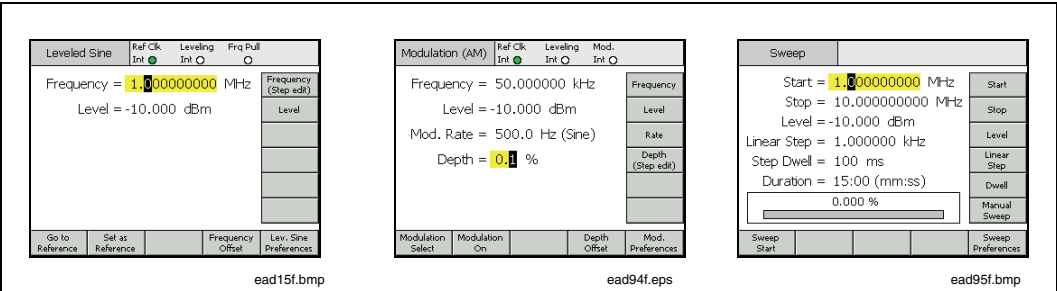 Leveled Sine
Ref Clk Leveling Frq Pull
Int Int
Frequency = 1.000000000 MHz
Level = -10.000 dBm
Frequency
(Step edit)
Level
Go to
Reference
Set as
Reference
Frequency
Offset
Lev. Sine
Preferences
ead15f.bmp
Modulation (AM)
Ref Clk Leveling Mod.
Int Int Int
Frequency = 50.000000 kHz
Level = -10.000 dBm
Mod. Rate = 500.0 Hz (Sine)
Depth = 0.1 %
Frequency
Level
Rate
Depth
(Step edit)
Modulation
Select
Modulation
On
Depth
Offset
Mod.
Preferences
ead94f.eps
Sweep
Start = 1.000000000 MHz
Stop = 10.000000000 MHz
Level = -10.000 dBm
Linear Step = 1.000000 kHz
Step Dwell = 100 ms
Duration = 15:00 (mm:ss)
0.000 %
Start
Stop
Level
Linear
Step
Dwell
Manual
Sweep
Sweep
Start
Sweep
Preferences
ead95f.bmp